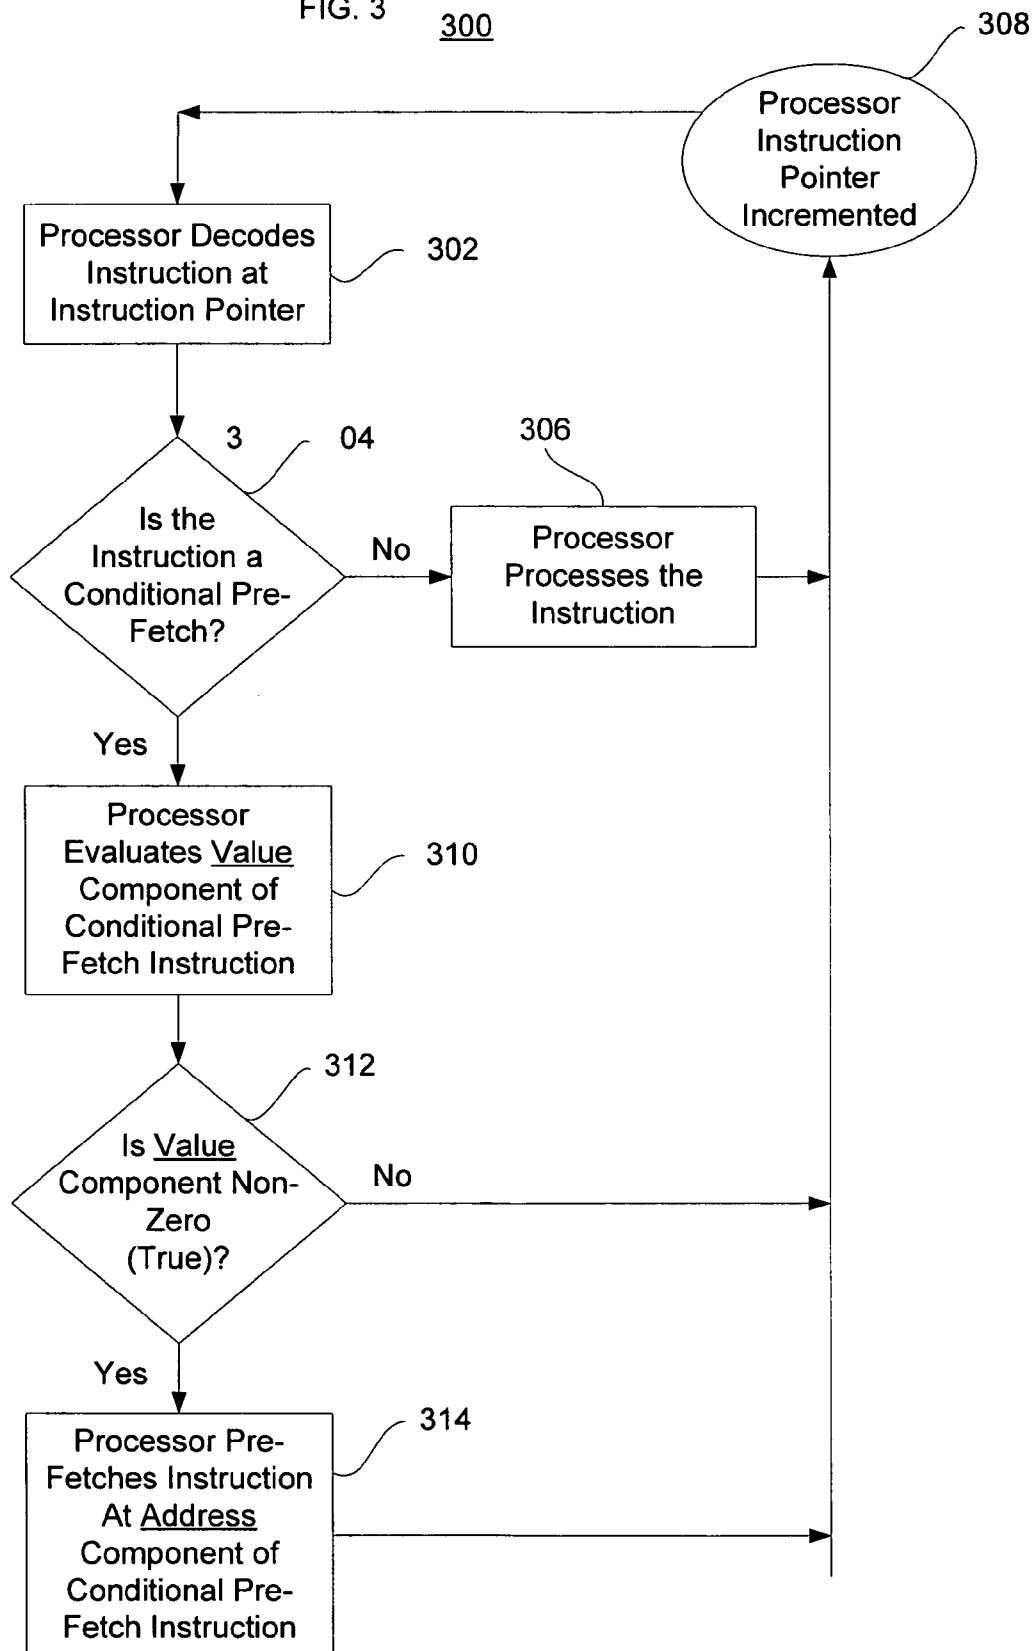 FIG. 3
300
308
Processor
Instruction
Pointer
Incremented
Processor Decodes
Instruction at
Instruction Pointer
302
3 04
Is the
Instruction a
Conditional Pre-
Fetch?
No
306
Processor
Processes the
Instruction
Yes
Processor
Evaluates Value
Component of
Conditional Pre-
Fetch Instruction
310
312
Is Value
Component Non-
Zero
(True)?
No
Yes
Processor Pre-
Fetches Instruction
At Address
Component of
Conditional Pre-
Fetch Instruction
314